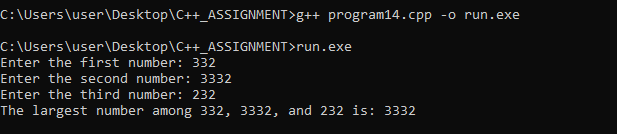 C:\Users\user\Desktop\C++_ASSIGNMENT>g++ program14.cpp -o run.exe
C:\Users\user\Desktop\C++_ASSIGNMENT>run.exe
Enter the first number: 332
Enter the second number: 3332
Enter the third number: 232
The largest number among 332, 3332, and 232 is: 3332